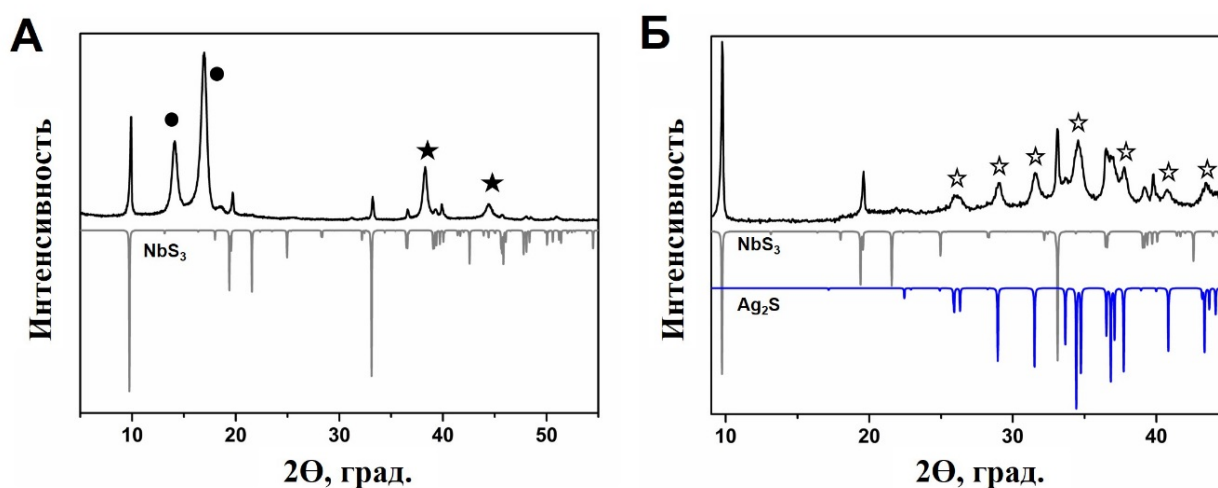 А
Интенсивность
NbS₃
10 20 30 40 50
2Θ, град.
Б
Интенсивность
NbS₃
Ag₂S
10 20 30 40
2Θ, град.